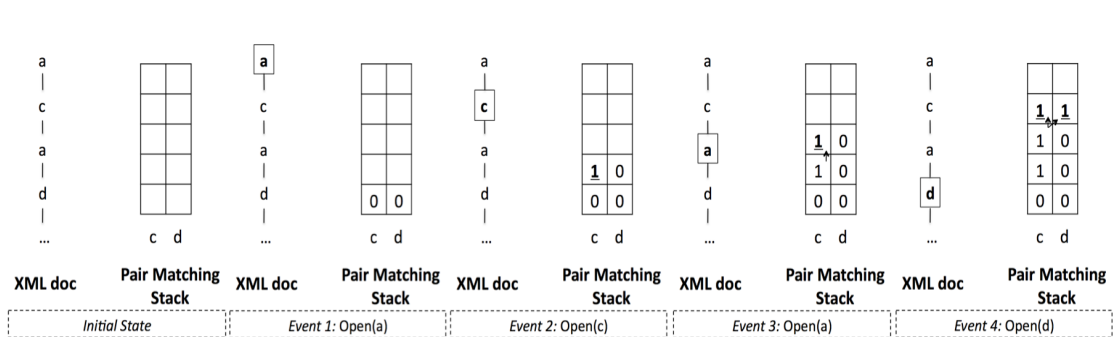 a
c
a
d
...
c d
XML doc
Pair Matching
Stack
Initial State
a
c
a
d
...
0 0
c d
XML doc
Pair Matching
Stack
Event 1: Open(a)
a
c
a
d
...
1 0
0 0
c d
XML doc
Pair Matching
Stack
Event 2: Open(c)
a
c
a
d
...
1 0
1 0
0 0
c d
XML doc
Pair Matching
Stack
Event 3: Open(a)
a
c
a
d
...
1 1
1 0
1 0
0 0
c d
XML doc
Pair Matching
Stack
Event 4: Open(d)